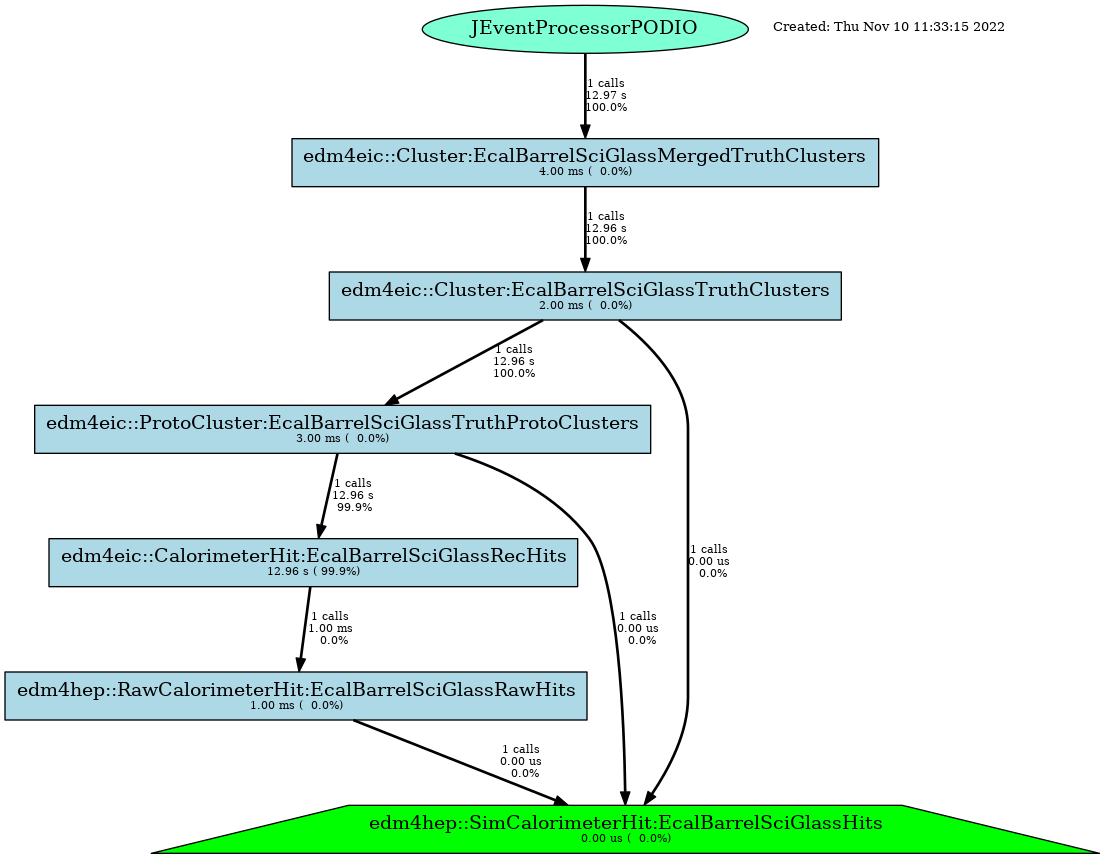 JEventProcessorPODIO
Created: Thu Nov 10 11:33:15 2022
1 calls
12.97 s
100.0%
edm4eic::Cluster:EcalBarrelSciGlassMergedTruthClusters
4.00 ms (  0.0%)
1 calls
12.96 s
100.0%
edm4eic::Cluster:EcalBarrelSciGlassTruthClusters
2.00 ms (  0.0%)
1 calls
12.96 s
100.0%
edm4eic::ProtoCluster:EcalBarrelSciGlassTruthProtoClusters
3.00 ms (  0.0%)
1 calls
12.96 s
99.9%
edm4eic::CalorimeterHit:EcalBarrelSciGlassRecHits
12.96 s ( 99.9%)
1 calls
0.00 us
0.0%
1 calls
1.00 ms
0.0%
1 calls
0.00 us
0.0%
edm4hep::RawCalorimeterHit:EcalBarrelSciGlassRawHits
1.00 ms (  0.0%)
1 calls
0.00 us
0.0%
edm4hep::SimCalorimeterHit:EcalBarrelSciGlassHits
0.00 us (  0.0%)